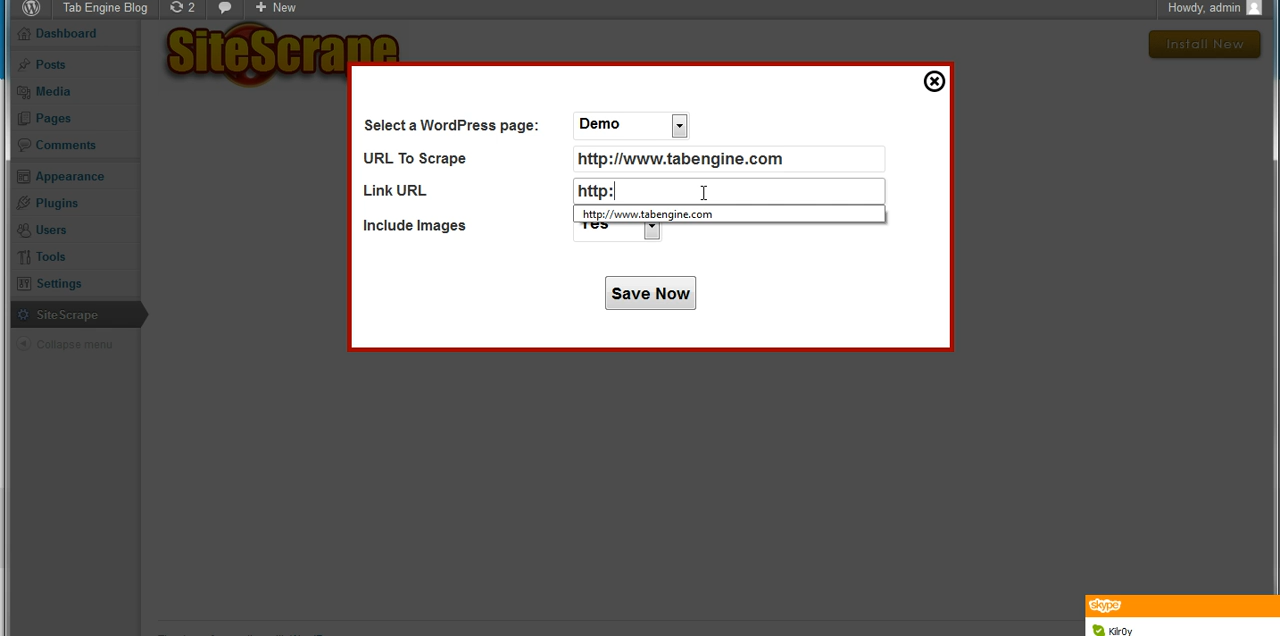 Tab Engine Blog 2 New Howdy, admin
Dashboard
Posts
Media
Pages
Comments
Appearance
Plugins
Users
Tools
Settings
SiteScrape
Collapse menu
SiteScrape
Install New
Select a WordPress page: Demo
URL To Scrape http://www.tabengine.com
Link URL http:
http://www.tabengine.com
Include Images Yes
Save Now
skype
Kilr0y